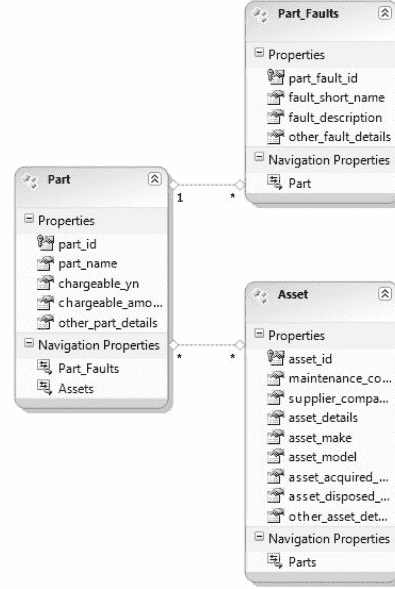 Part_Faults
Properties
part_fault_id
fault_short_name
fault_description
other_fault_details
Navigation Properties
Part
Part
Properties
part_id
part_name
chargeable_yn
chargeable_amo...
other_part_details
Navigation Properties
Part_Faults
Assets
1
*
*
*
Asset
Properties
asset_id
maintenance_co...
supplier_compa...
asset_details
asset_make
asset_model
asset_acquired_...
asset_disposed_...
other_asset_det...
Navigation Properties
Parts